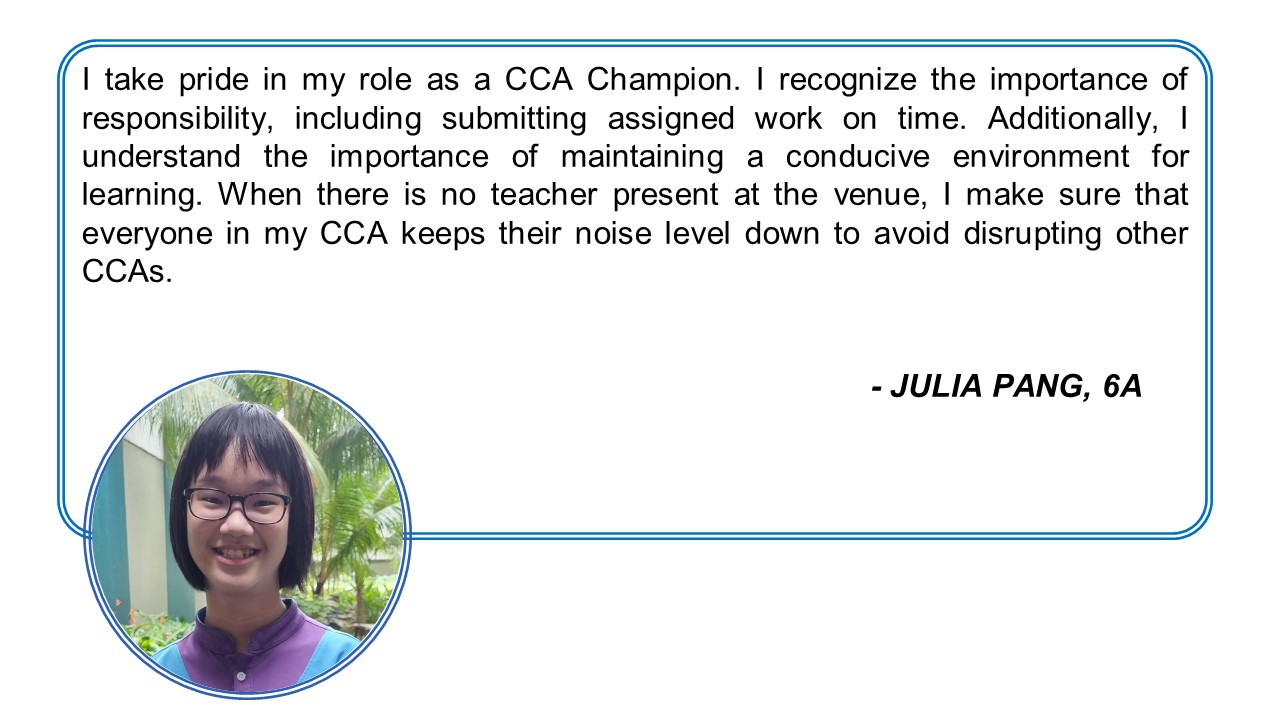 I take pride in my role as a CCA Champion. I recognize the importance of
responsibility, including submitting assigned work on time. Additionally, I
understand the importance of maintaining a conducive environment for
learning. When there is no teacher present at the venue, I make sure that
everyone in my CCA keeps their noise level down to avoid disrupting other
CCAs.
- JULIA PANG, 6A